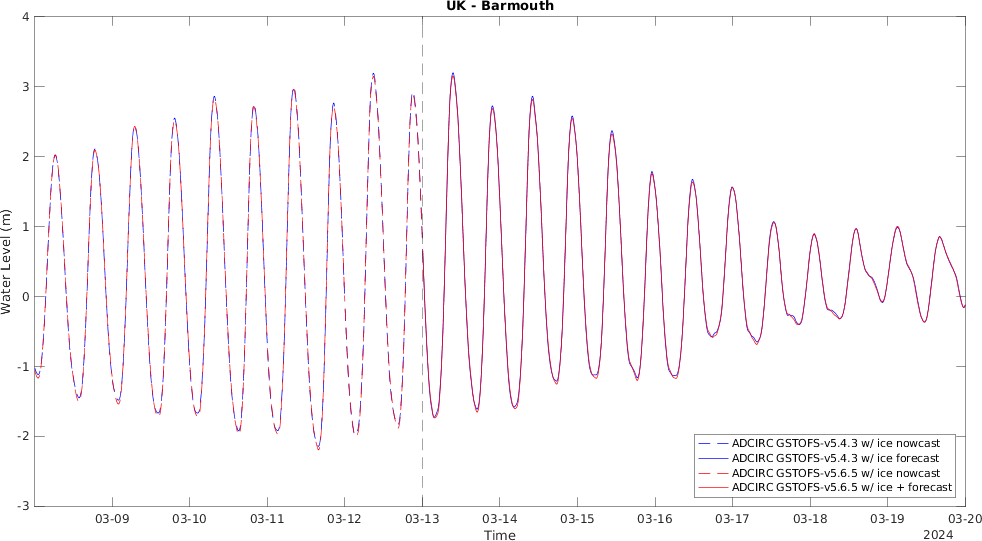 UK - Barmouth
4
3
2
1
0
-1
-2
-3
Water Level (m)
ADCIRC GSTOFS-v5.4.3 w/ ice nowcast
ADCIRC GSTOFS-v5.4.3 w/ ice forecast
ADCIRC GSTOFS-v5.6.5 w/ ice nowcast
ADCIRC GSTOFS-v5.6.5 w/ ice + forecast
03-09 03-10 03-11 03-12 03-13 03-14 03-15 03-16 03-17 03-18 03-19 03-20
Time
2024